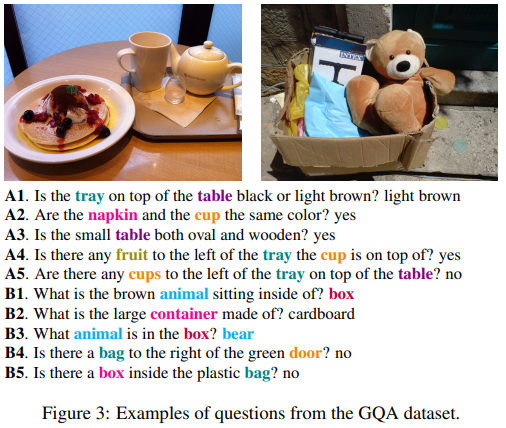 INTEX
A1. Is the tray on top of the table black or light brown? light brown
A2. Are the napkin and the cup the same color? yes
A3. Is the small table both oval and wooden? yes
A4. Is there any fruit to the left of the tray the cup is on top of? yes
A5. Are there any cups to the left of the tray on top of the table? no
B1. What is the brown animal sitting inside of? box
B2. What is the large container made of? cardboard
B3. What animal is in the box? bear
B4. Is there a bag to the right of the green door? no
B5. Is there a box inside the plastic bag? no
Figure 3: Examples of questions from the GQA dataset.